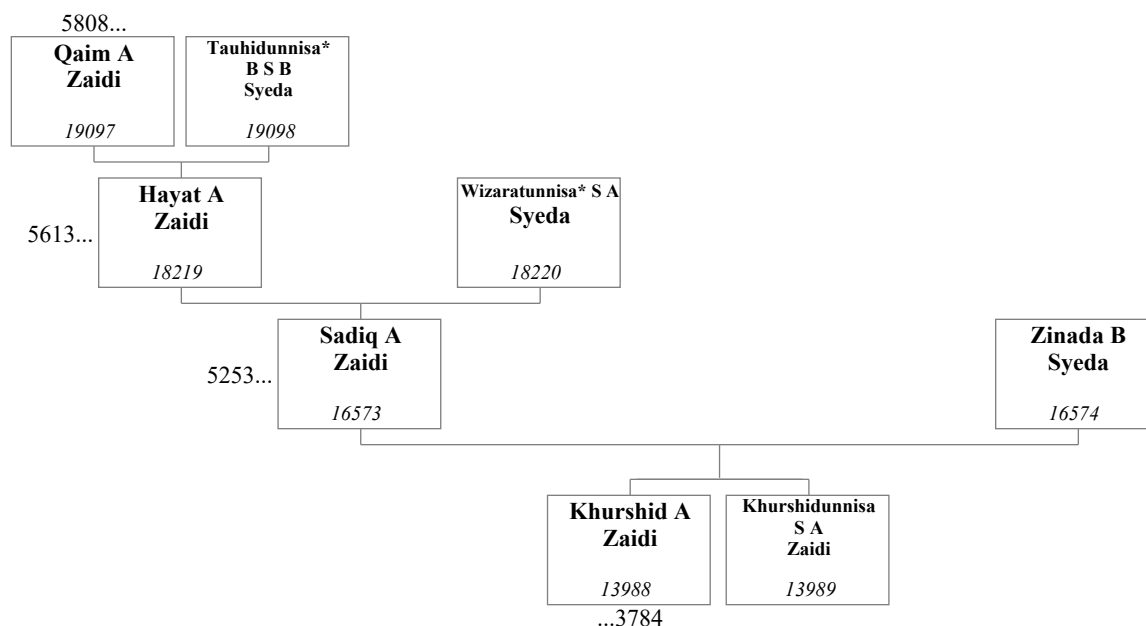 5808...
Qaim A
Zaidi
19097
Tauhidunnisa*
B S B
Syeda
19098
Hayat A
Zaidi
18219
5613...
Wizaratunnisa* S A
Syeda
18220
Sadiq A
Zaidi
16573
5253...
Zinada B
Syeda
16574
Khurshid A
Zaidi
13988
...3784
Khurshidunnisa
S A
Zaidi
13989